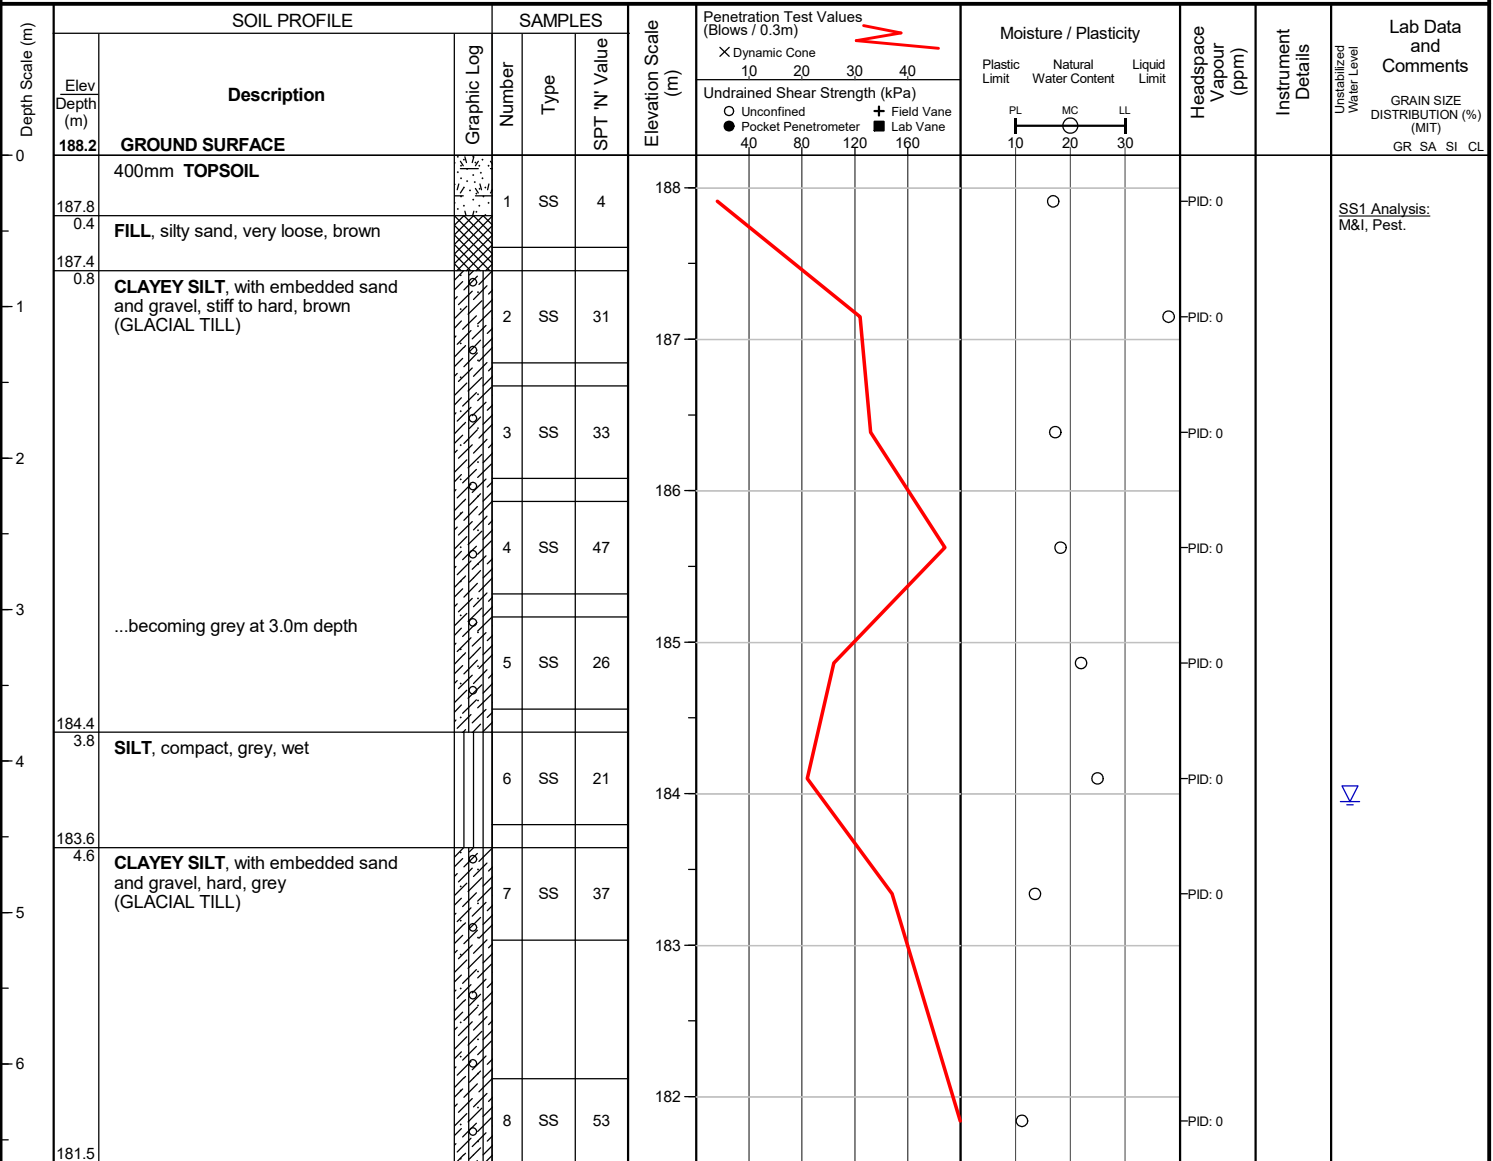 SOIL PROFILE
SAMPLES
Depth Scale (m)
Elev
Depth
(m)
Description
Graphic Log
Number
Type
SPT 'N' Value
Elevation Scale
(m)
Penetration Test Values
(Blows / 0.3m)
Dynamic Cone
10 20 30 40
Undrained Shear Strength (kPa)
Unconfined
Field Vane
Pocket Penetrometer
Lab Vane
40 80 120 160
Moisture / Plasticity
Plastic
Limit
Natural
Water Content
Liquid
Limit
PL MC LL
10 20 30
Headspace
Vapour
(ppm)
Instrument
Details
Unstabilized
Water Level
Lab Data
and
Comments
GRAIN SIZE
DISTRIBUTION (%)
(MIT)
GR SA SI CL
188.2 GROUND SURFACE
0
400mm TOPSOIL
188
1 SS 4
PID: 0
187.8
0.4
SS1 Analysis:
M&I, Pest.
FILL, silty sand, very loose, brown
187.4
0.8
CLAYEY SILT, with embedded sand
and gravel, stiff to hard, brown
(GLACIAL TILL)
1
2 SS 31
PID: 0
187
3 SS 33
PID: 0
2
186
4 SS 47
PID: 0
3
...becoming grey at 3.0m depth
185
5 SS 26
PID: 0
184.4
3.8
SILT, compact, grey, wet
4
6 SS 21
PID: 0
184
183.6
4.6
CLAYEY SILT, with embedded sand
and gravel, hard, grey
(GLACIAL TILL)
7 SS 37
PID: 0
5
183
6
182
8 SS 53
PID: 0
181.5